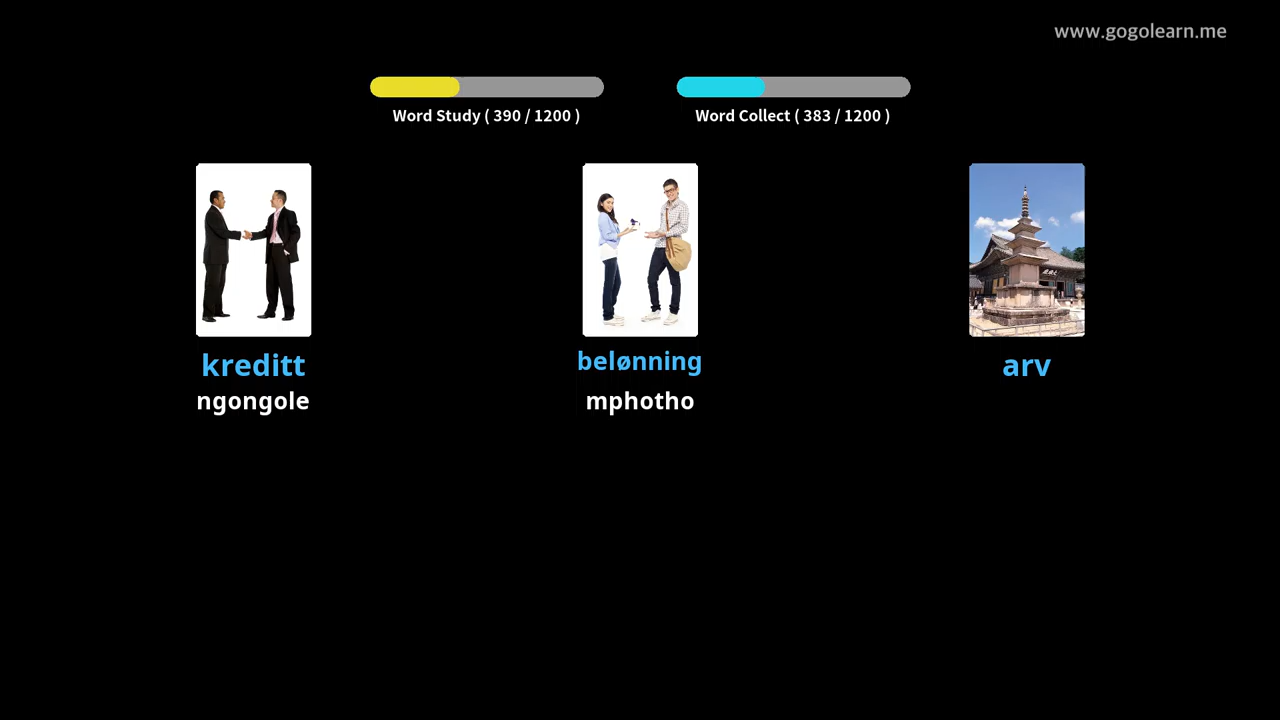 www.gogolearn.me
Word Study ( 390 / 1200 )
Word Collect ( 383 / 1200 )
kreditt
belønning
arv
ngongole
mphotho